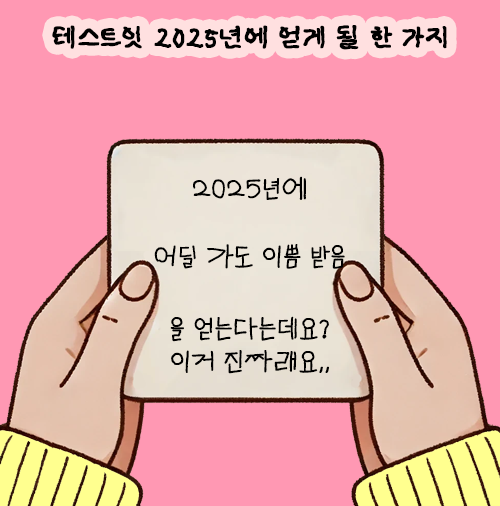 테스트잇 2025년에 얻게 될 한 가지
2025년에
어딜 가도 이쁨 받음
을 얻는다는데요?
이거 진짜래요,,